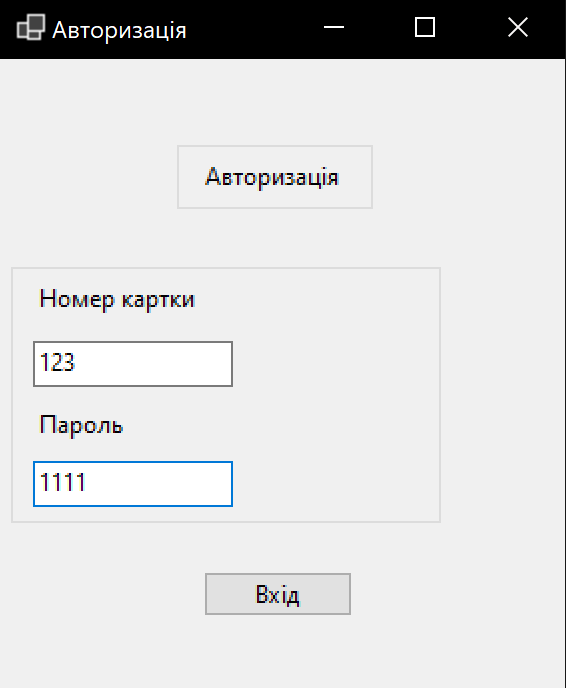 Авторизація
Авторизація
Номер картки
123
Пароль
1111
Вхід